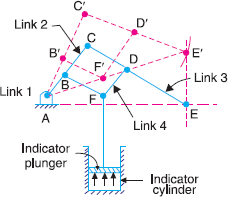 C′
Link 2
D′
C
B′
E′
F′
D
Link 3
Link 1
B
A
F
Link 4
E
Indicator
plunger
Indicator
cylinder